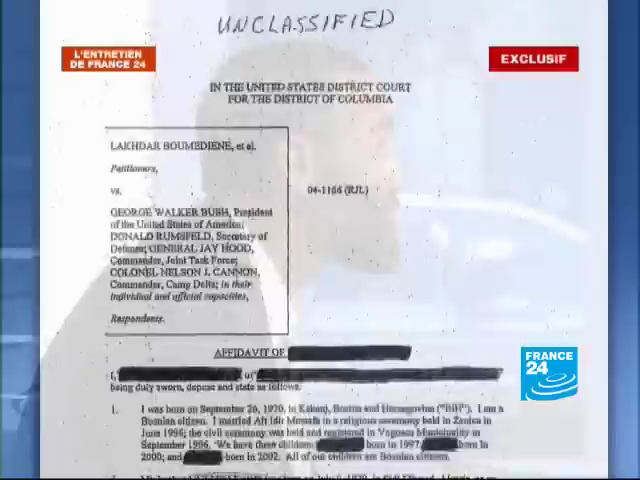 UNCLASSIFIED
L'ENTRETIEN
DE FRANCE 24
EXCLUSIF
IN THE UNITED STATES DISTRICT COURT
FOR THE DISTRICT OF COLUMBIA
LAKHDAR BOUMEDIENE, et al.
Petitioners,
vs.
04-1166 (RJL)
GEORGE WALKER BUSH, President
of the United States of America;
DONALD RUMSFELD, Secretary of
Defense; GENERAL JAY HOOD,
Commander, Joint Task Force;
COLONEL NELSON J. CANNON,
Commander, Camp Delta; in their
individual and official capacities,
Respondents.
AFFIDAVIT OF
I, of
being duly sworn, depose and state as follows.
FRANCE
24
1. I was born on September 26, 1970, in Kakanj, Bosnia and Herzegovina ("BiH"). I am a
Bosnian citizen. I married Ait Idir Mustafa in a religious ceremony held in Zenica in
June 1996; the civil ceremony was held and registered in Vogosca Municipality in
September 1996. We have three children born in 1997; born in
2000; and born in 2002. All of our children are Bosnian citizens.